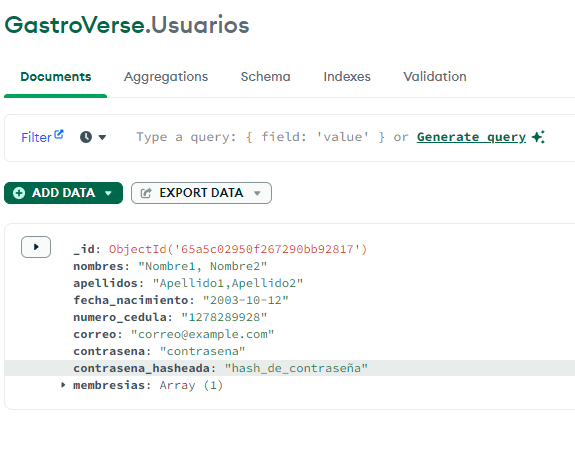 GastroVerse.Usuarios
Documents Aggregations Schema Indexes Validation
Filter Type a query: { field: 'value' } or Generate query
ADD DATA EXPORT DATA
_id: ObjectId('65a5c02950f267290bb92817')
nombres: "Nombre1, Nombre2"
apellidos: "Apellido1,Apellido2"
fecha_nacimiento: "2003-10-12"
numero_cedula: "1278289928"
correo: "correo@example.com"
contrasena: "contrasena"
contrasena_hasheada: "hash_de_contraseña"
membresias: Array (1)